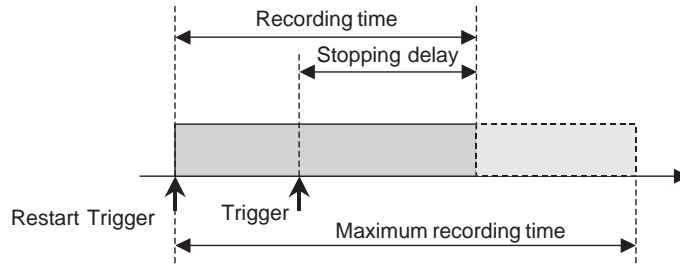 Recording time
Stopping delay
Restart Trigger
Trigger
Maximum recording time